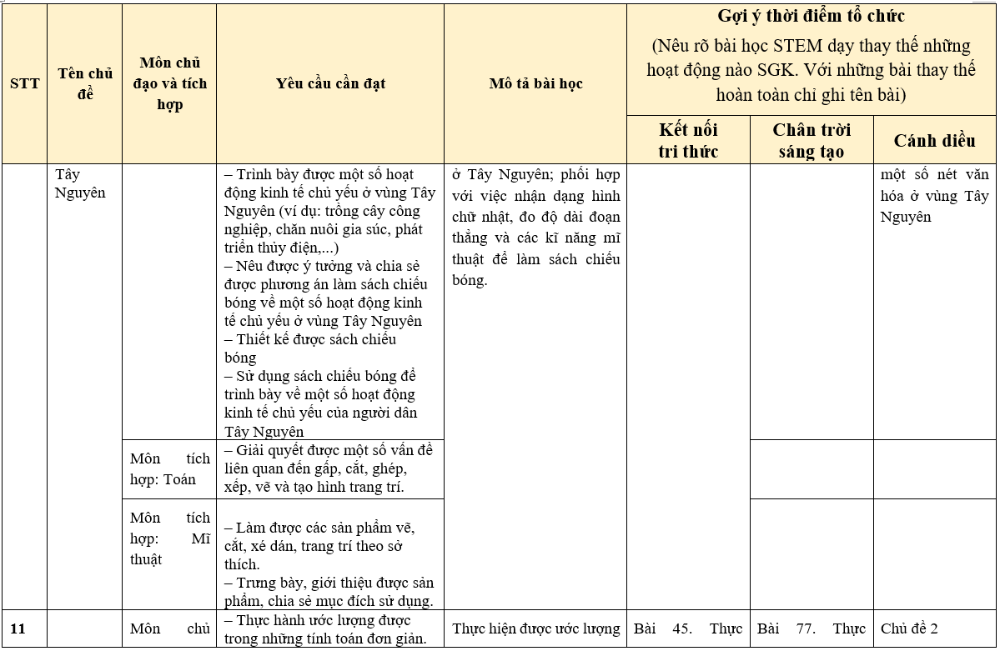 STT
Tên chủ
đề
Môn chủ
đạo và tích
hợp
Yêu cầu cần đạt
Mô tả bài học
Gợi ý thời điểm tổ chức
(Nêu rõ bài học STEM dạy thay thế những
hoạt động nào SGK. Với những bài thay thế
hoàn toàn chỉ ghi tên bài)
Kết nối
tri thức
Chân trời
sáng tạo
Cánh diều
Tây
Nguyên
– Trình bày được một số hoạt
động kinh tế chủ yếu ở vùng Tây
Nguyên (ví dụ: trồng cây công
nghiệp, chăn nuôi gia súc, phát
triển thủy điện,...)
– Nêu được ý tưởng và chia sẻ
được phương án làm sách chiếu
bóng về một số hoạt động kinh
tế chủ yếu ở vùng Tây Nguyên
– Thiết kế được sách chiếu
bóng
– Sử dụng sách chiếu bóng để
trình bày về một số hoạt động
kinh tế chủ yếu của người dân
Tây Nguyên
ở Tây Nguyên; phối hợp
với việc nhận dạng hình
chữ nhật, đo độ dài đoạn
thẳng và các kĩ năng mĩ
thuật để làm sách chiếu
bóng.
một số nét văn
hóa ở vùng Tây
Nguyên
Môn tích
hợp: Toán
– Giải quyết được một số vấn đề
liên quan đến gấp, cắt, ghép,
xếp, vẽ và tạo hình trang trí.
Môn tích
hợp: Mĩ
thuật
– Làm được các sản phẩm vẽ,
cắt, xé dán, trang trí theo sở
thích.
– Trưng bày, giới thiệu được sản
phẩm, chia sẻ mục đích sử dụng.
11
Môn chủ
– Thực hành ước lượng được
trong những tính toán đơn giản.
Thực hiện được ước lượng
Bài 45. Thực
Bài 77. Thực
Chủ đề 2